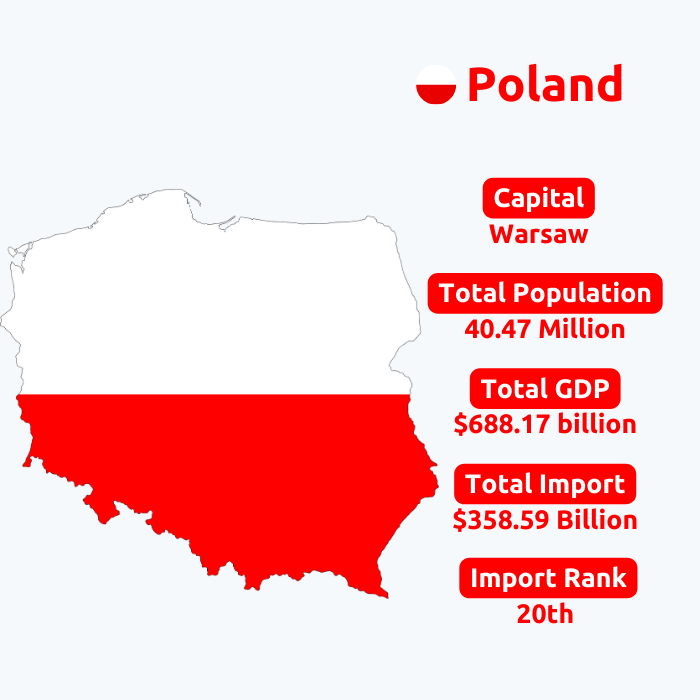 Poland
Capital
Warsaw
Total Population
40.47 Million
Total GDP
$688.17 billion
Total Import
$358.59 Billion
Import Rank
20th